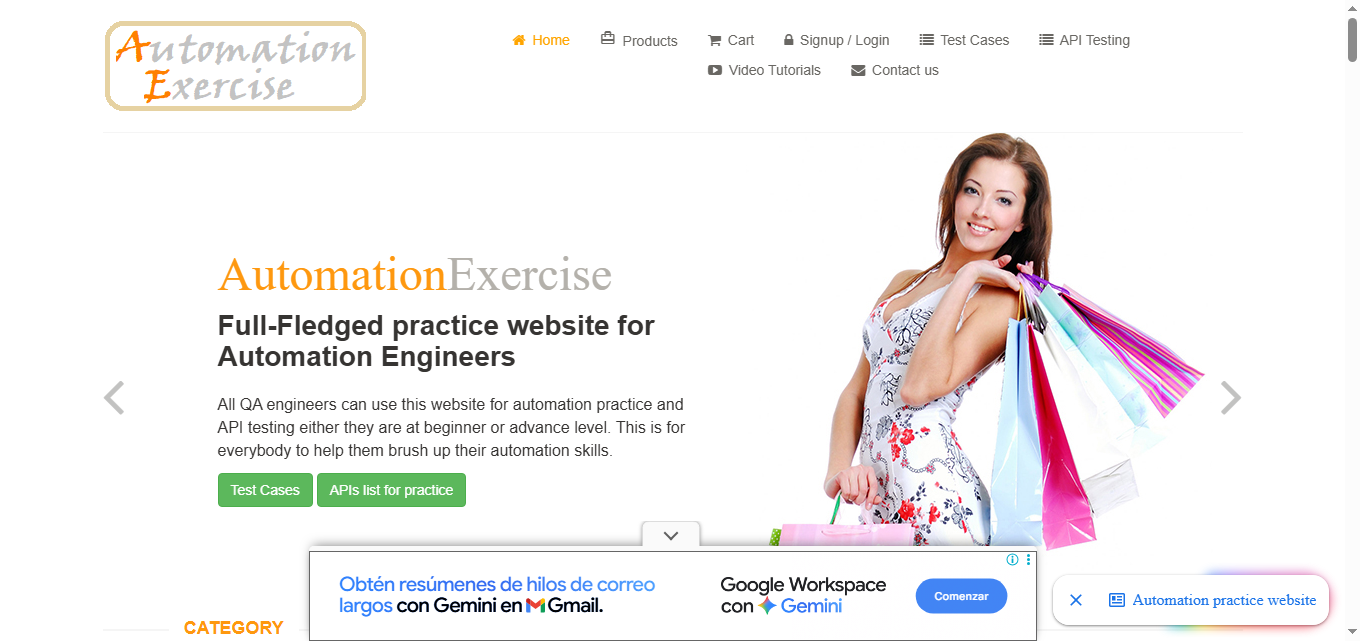 Automation
Exercise
Home
Products
Cart
Signup / Login
Test Cases
API Testing
Video Tutorials
Contact us
AutomationExercise
Full-Fledged practice website for
Automation Engineers
All QA engineers can use this website for automation practice and
API testing either they are at beginner or advance level. This is for
everybody to help them brush up their automation skills.
Test Cases
APIs list for practice
Obtén resúmenes de hilos de correo
largos con Gemini en Gmail.
Google Workspace
con Gemini
Comenzar
Automation practice website
CATEGORY